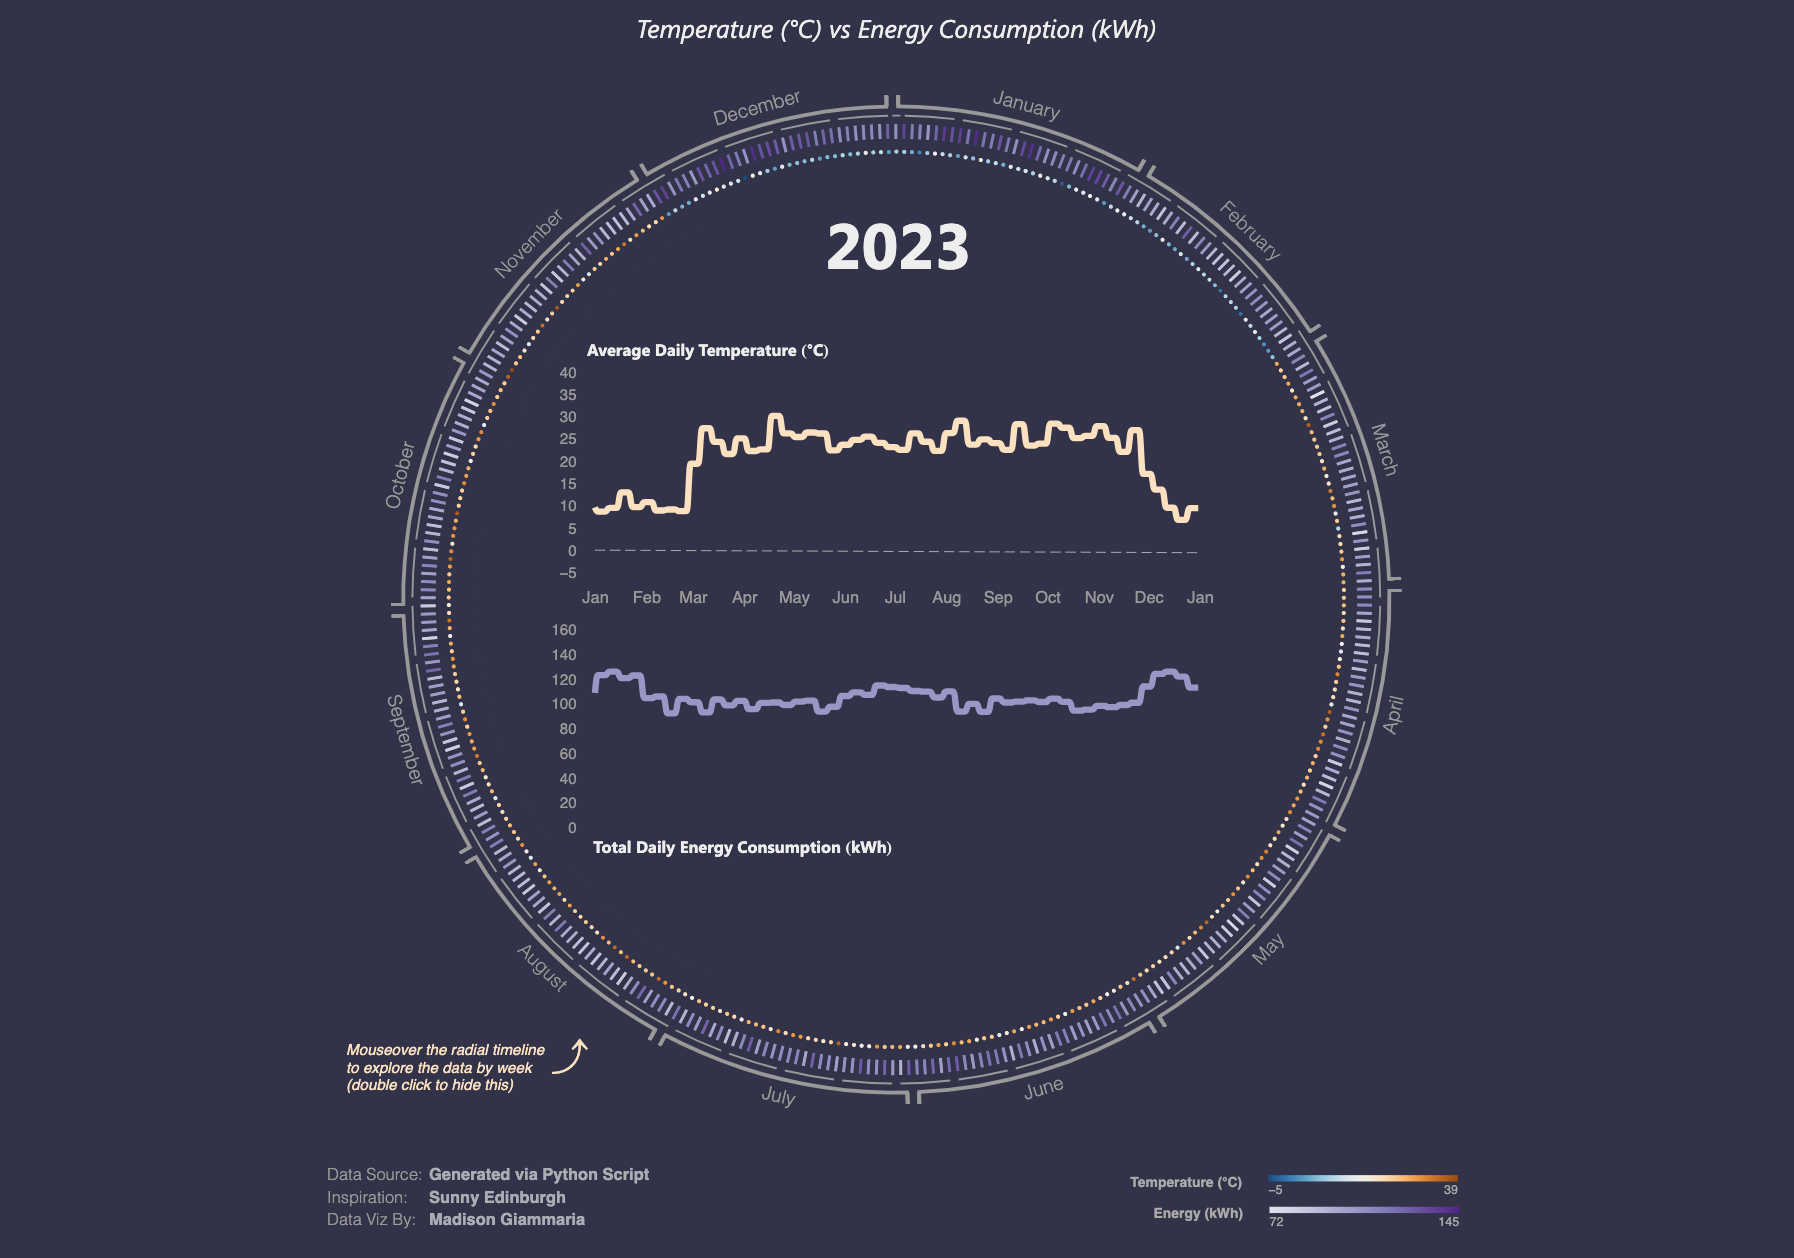 Temperature (°C) vs Energy Consumption (kWh)
December
January
November
February
October
March
September
April
August
May
July
June
2023
Average Daily Temperature (°C)
40
35
30
25
20
15
10
5
0
–5
Jan Feb Mar Apr May Jun Jul Aug Sep Oct Nov Dec Jan
160
140
120
100
80
60
40
20
0
Total Daily Energy Consumption (kWh)
Mouseover the radial timeline
to explore the data by week
(double click to hide this)
Data Source: Generated via Python Script
Inspiration: Sunny Edinburgh
Data Viz By: Madison Giammaria
Temperature (°C)
–5 39
Energy (kWh)
72 145